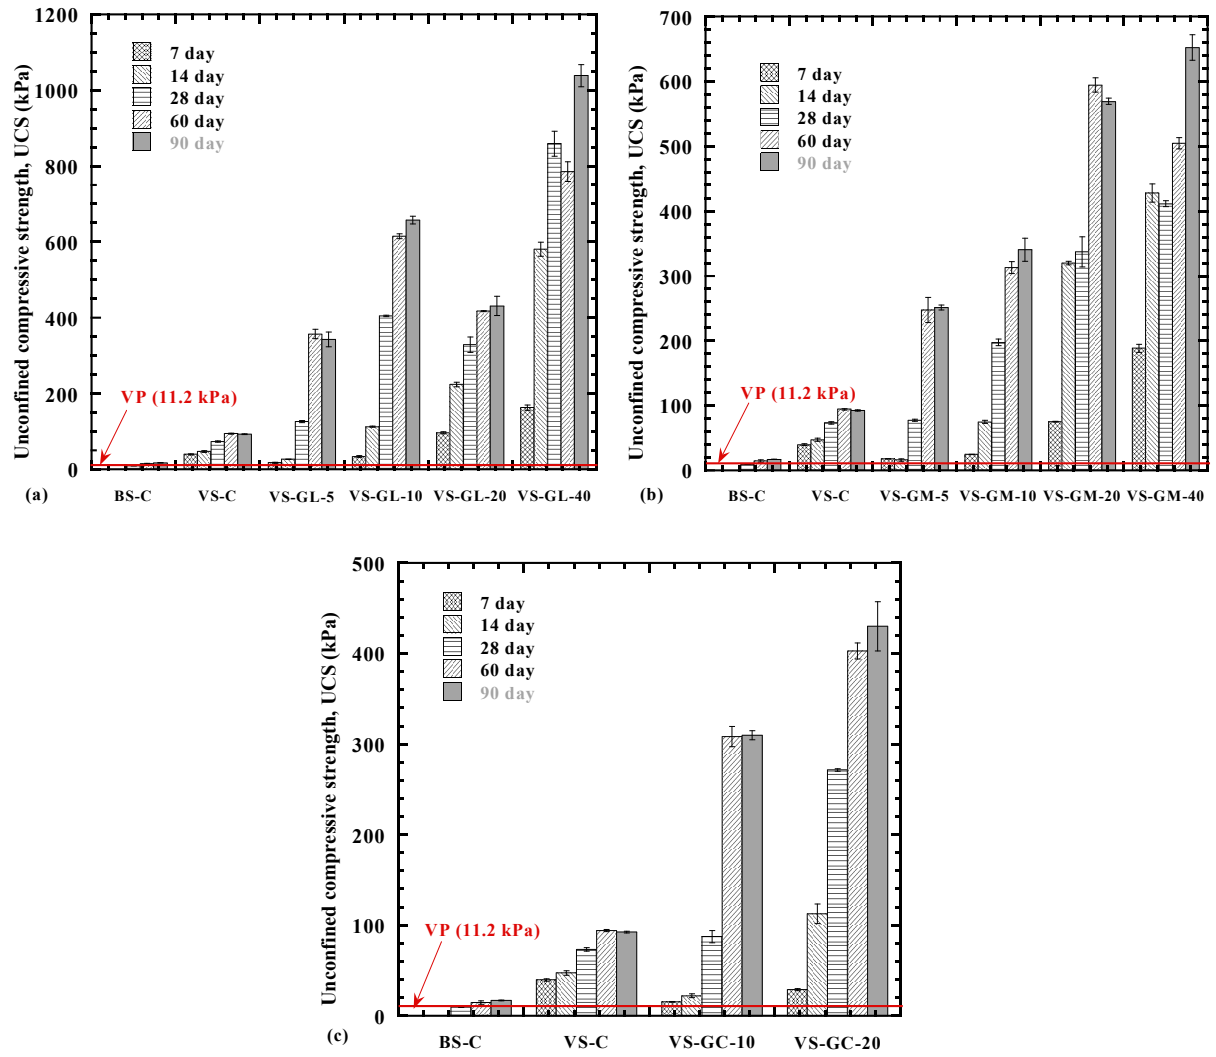 Unconfined compressive strength, UCS (kPa)
1200
1000
800
600
400
200
0
7 day
14 day
28 day
60 day
90 day
VP (11.2 kPa)
(a)
BS-C VS-C VS-GL-5 VS-GL-10 VS-GL-20 VS-GL-40
Unconfined compressive strength, UCS (kPa)
700
600
500
400
300
200
100
0
7 day
14 day
28 day
60 day
90 day
VP (11.2 kPa)
(b)
BS-C VS-C VS-GM-5 VS-GM-10 VS-GM-20 VS-GM-40
Unconfined compressive strength, UCS (kPa)
500
400
300
200
100
0
7 day
14 day
28 day
60 day
90 day
VP (11.2 kPa)
(c)
BS-C VS-C VS-GC-10 VS-GC-20